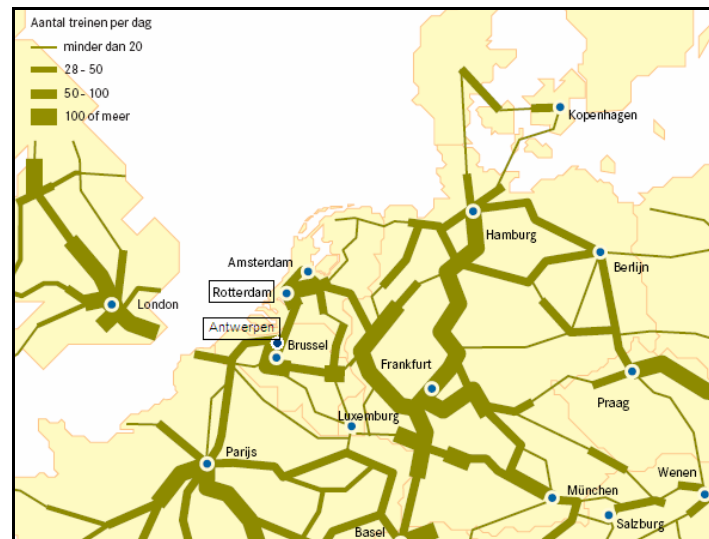 Aantal treinen per dag
minder dan 20
28 - 50
50 - 100
100 of meer
Kopenhagen
Hamburg
Amsterdam
Berlijn
Rotterdam
London
Antwerpen
Brussel
Frankfurt
Praag
Luxemburg
Parijs
Wenen
München
Salzburg
Basel